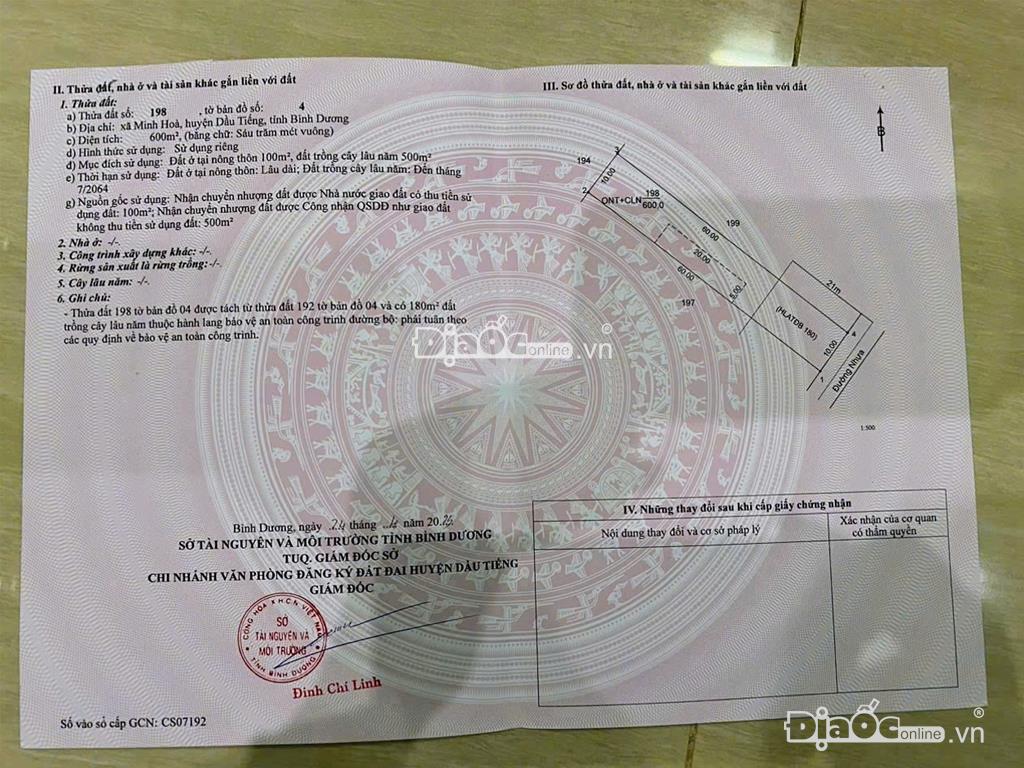 II. Thửa đất, nhà ở và tài sản khác gắn liền với đất
1. Thửa đất:
a) Thửa đất số: 198 , tờ bản đồ số: 4
b) Địa chỉ: xã Minh Hoà, huyện Dầu Tiếng, tỉnh Bình Dương
c) Diện tích: 600m², (bằng chữ: Sáu trăm mét vuông)
d) Hình thức sử dụng: Sử dụng riêng
đ) Mục đích sử dụng: Đất ở tại nông thôn 100m², đất trồng cây lâu năm 500m²
e) Thời hạn sử dụng: Đất ở tại nông thôn: Lâu dài; Đất trồng cây lâu năm: Đến tháng
7/2064
g) Nguồn gốc sử dụng: Nhận chuyển nhượng đất được Nhà nước giao đất có thu tiền sử
dụng đất: 100m²; Nhận chuyển nhượng đất được Công nhận QSDĐ như giao đất
không thu tiền sử dụng đất: 500m²
2. Nhà ở: -/-
3. Công trình xây dựng khác: -/-
4. Rừng sản xuất là rừng trồng: -/-
5. Cây lâu năm: -/-
6. Ghi chú:
- Thửa đất 198 tờ bản đồ 04 được tách từ thửa đất 192 tờ bản đồ 04 và có 180m² đất
trồng cây lâu năm thuộc hành lang bảo vệ an toàn công trình đường bộ: phải tuân theo
các quy định về bảo vệ an toàn công trình.
Bình Dương, ngày 24 tháng năm 20
SỞ TÀI NGUYÊN VÀ MÔI TRƯỜNG TỈNH BÌNH DƯƠNG
TUQ. GIÁM ĐỐC SỞ
CHI NHÁNH VĂN PHÒNG ĐĂNG KÝ ĐẤT ĐAI HUYỆN DẦU TIẾNG
GIÁM ĐỐC
CỘNG HÒA X.H.C.N VIỆT NAM
SỞ
TÀI NGUYÊN VÀ
MÔI TRƯỜNG
TỈNH BÌNH DƯƠNG
Đinh Chí Linh
Số vào sổ cấp GCN: CS07192
III. Sơ đồ thửa đất, nhà ở và tài sản khác gắn liền với đất
B
194
3
10.00
2
ONT+CLN
198
600.0
199
60.00
20.00
60.00
5.00
197
21m
(HLATĐB 180)
4
10.00
1
Đường Nhựa
1:500
IV. Những thay đổi sau khi cấp giấy chứng nhận
Nội dung thay đổi và cơ sở pháp lý
Xác nhận của cơ quan
có thẩm quyền
ĐịaỐc online .vn ®
ĐịaỐc online .vn ®
ĐịaỐc online .vn ®